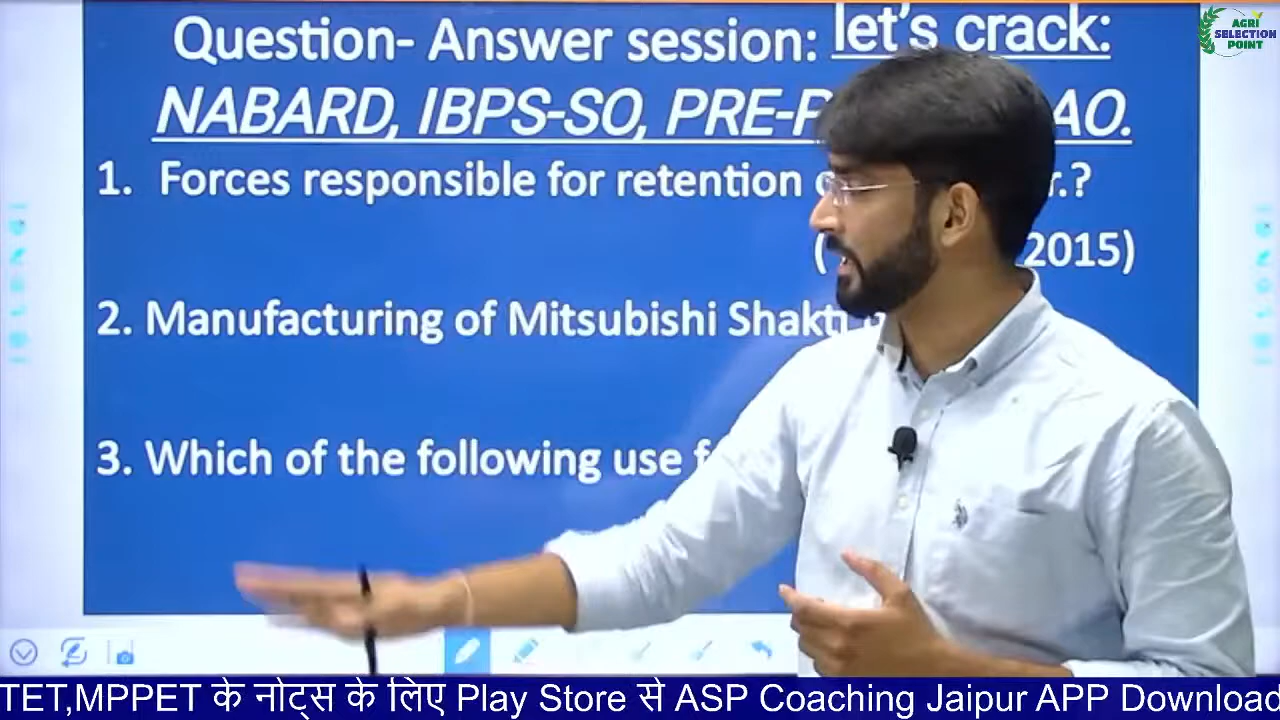 AGRI
SELECTION
POINT
Question- Answer session: let's crack:
NABARD, IBPS-SO, PRE-P AO.
1. Forces responsible for retention r.?
( 2015)
2. Manufacturing of Mitsubishi Shakti
3. Which of the following use
TET,MPPET के नोट्स के लिए Play Store से ASP Coaching Jaipur APP Download